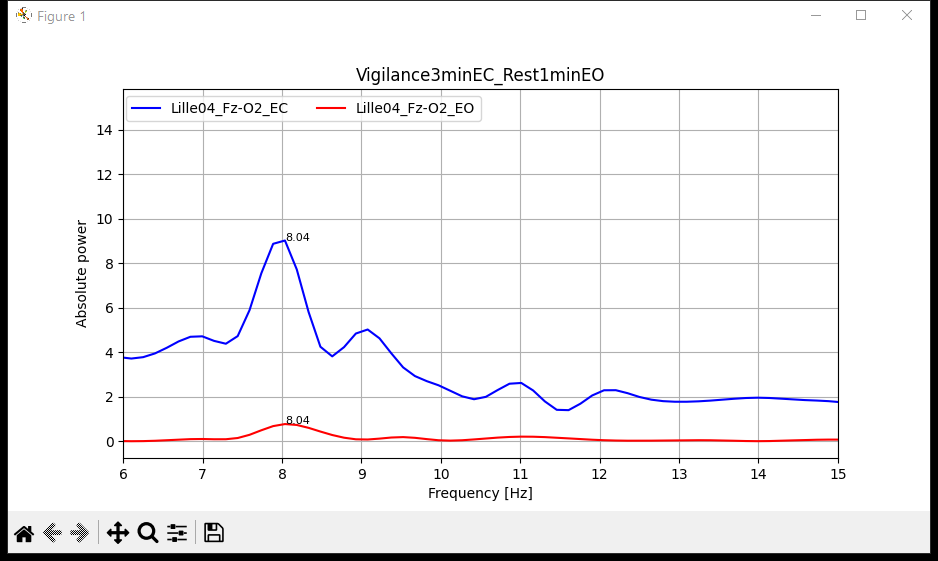 Figure 1
Vigilance3minEC_Rest1minEO
Lille04_Fz-O2_EC
Lille04_Fz-O2_EO
14
12
10
8
6
4
2
0
Absolute power
8.04
8.04
6 7 8 9 10 11 12 13 14 15
Frequency [Hz]